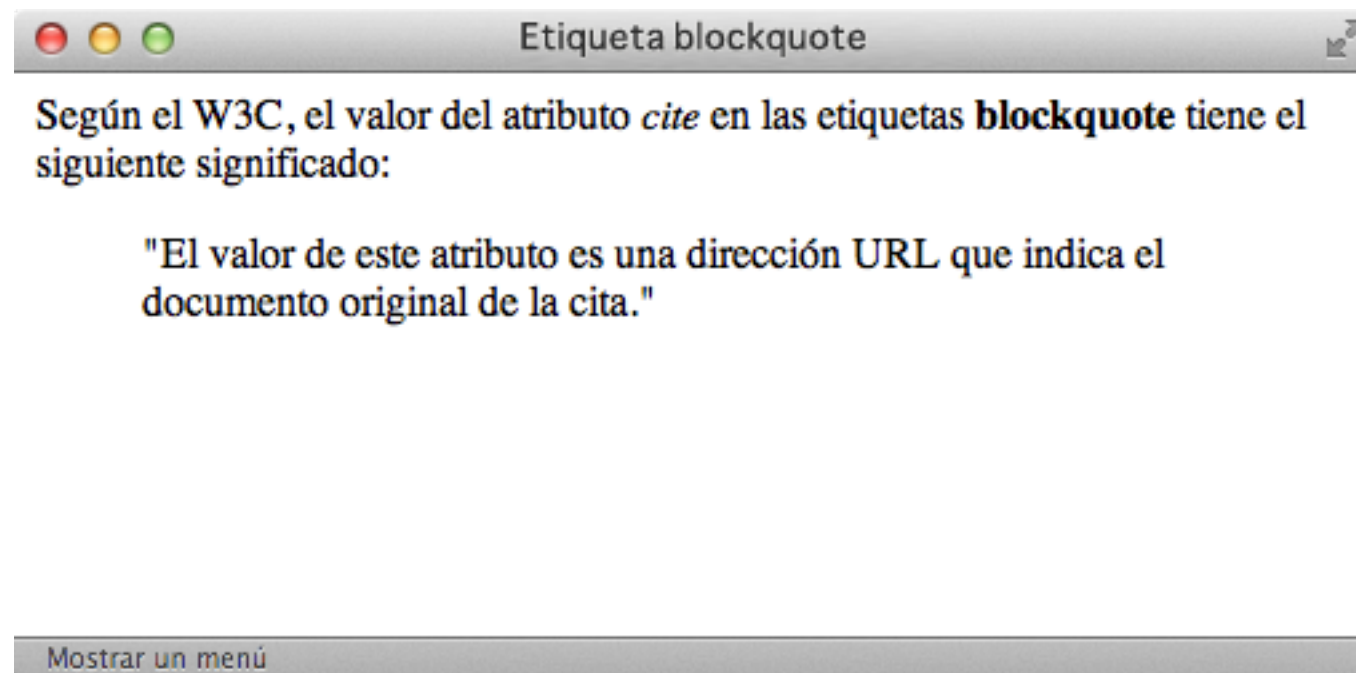 Etiqueta blockquote
Según el W3C, el valor del atributo cite en las etiquetas blockquote tiene el
siguiente significado:
"El valor de este atributo es una dirección URL que indica el
documento original de la cita."
Mostrar un menú